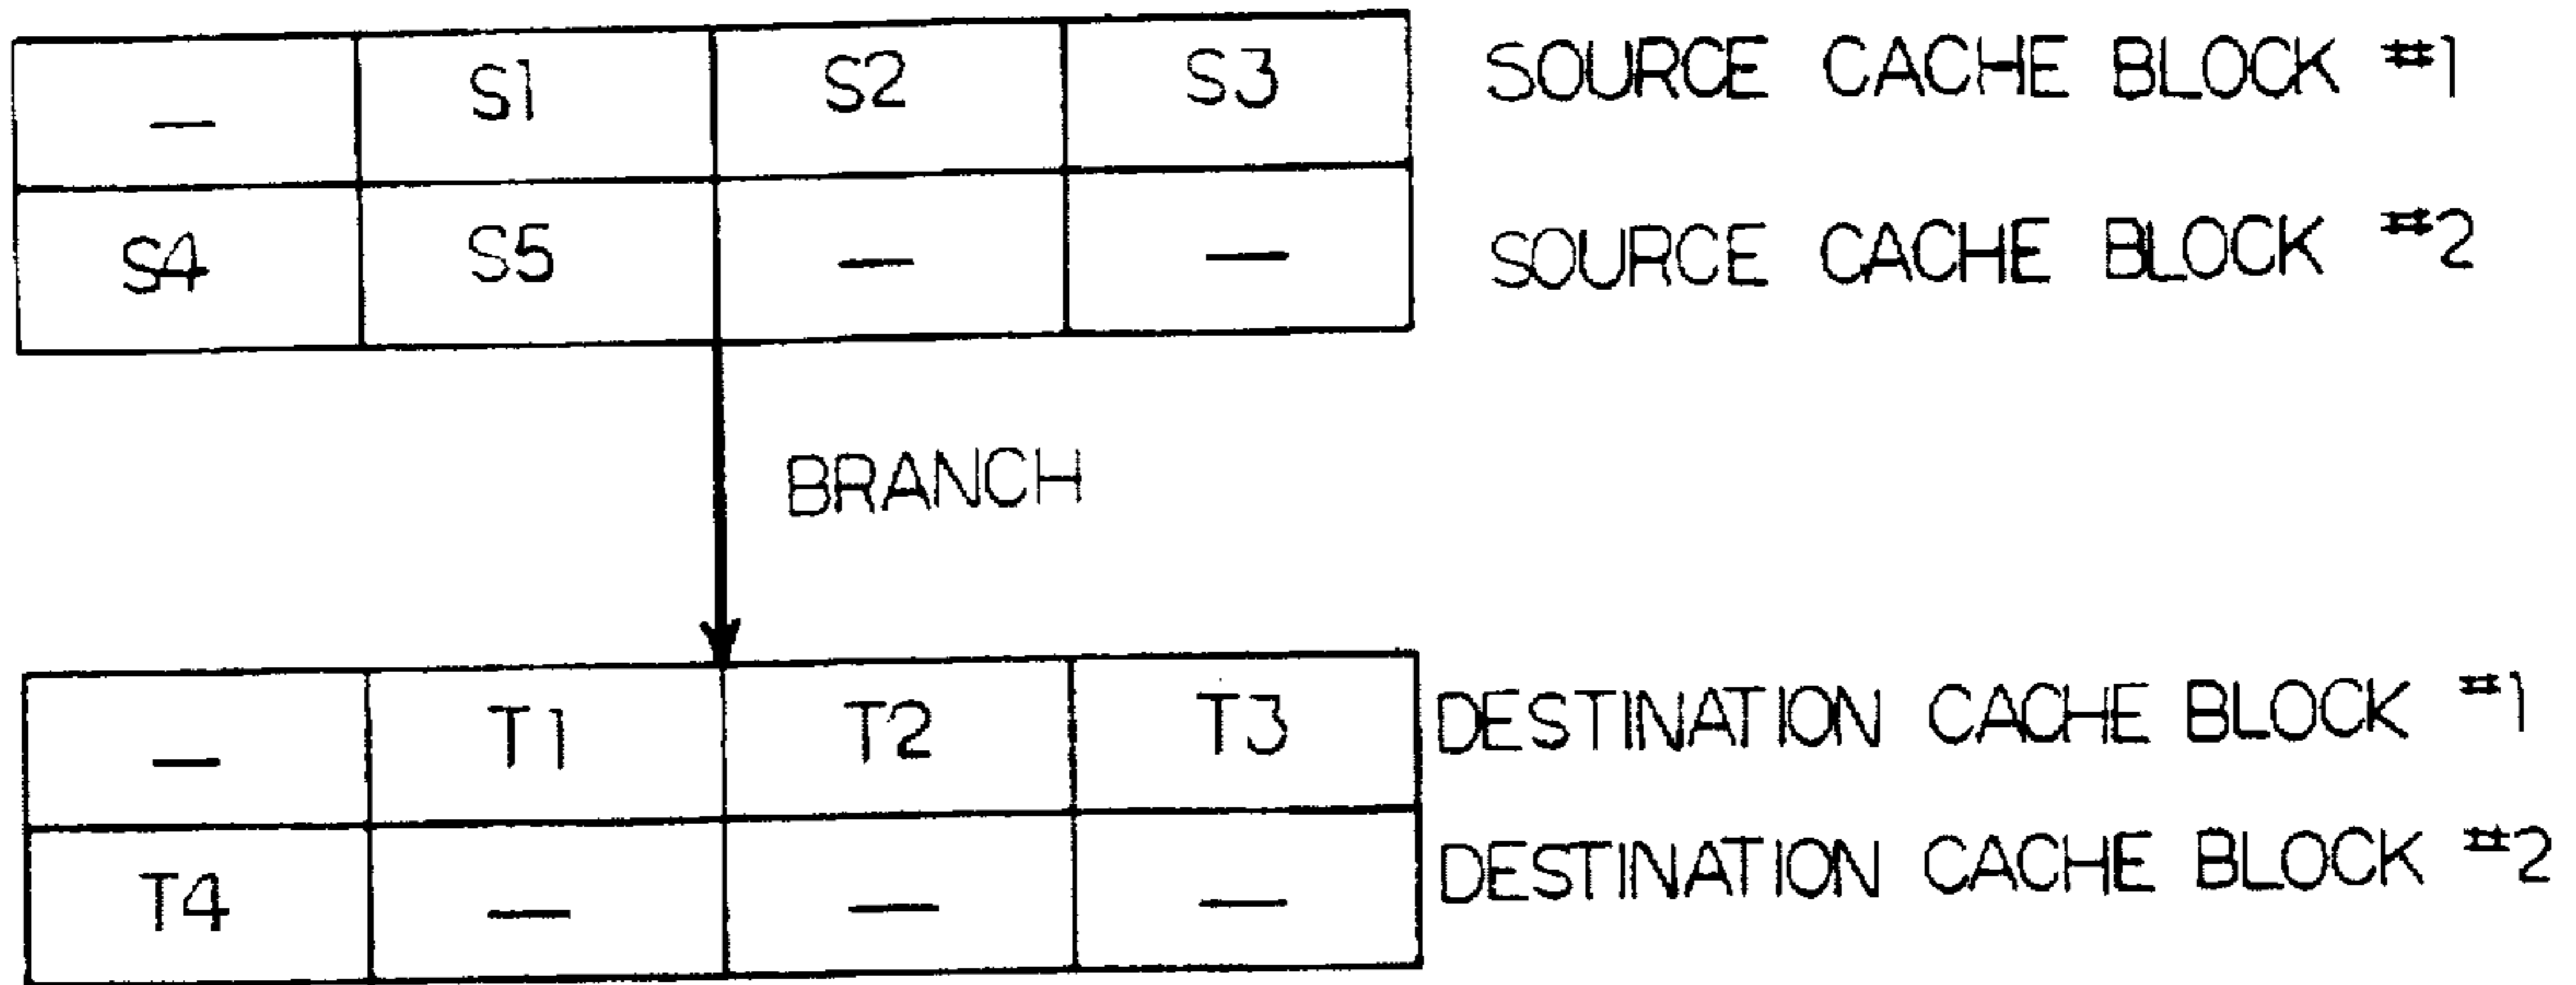 — S1 S2 S3 SOURCE CACHE BLOCK #1
S4 S5 — — SOURCE CACHE BLOCK #2
BRANCH
— T1 T2 T3 DESTINATION CACHE BLOCK #1
T4 — — — DESTINATION CACHE BLOCK #2